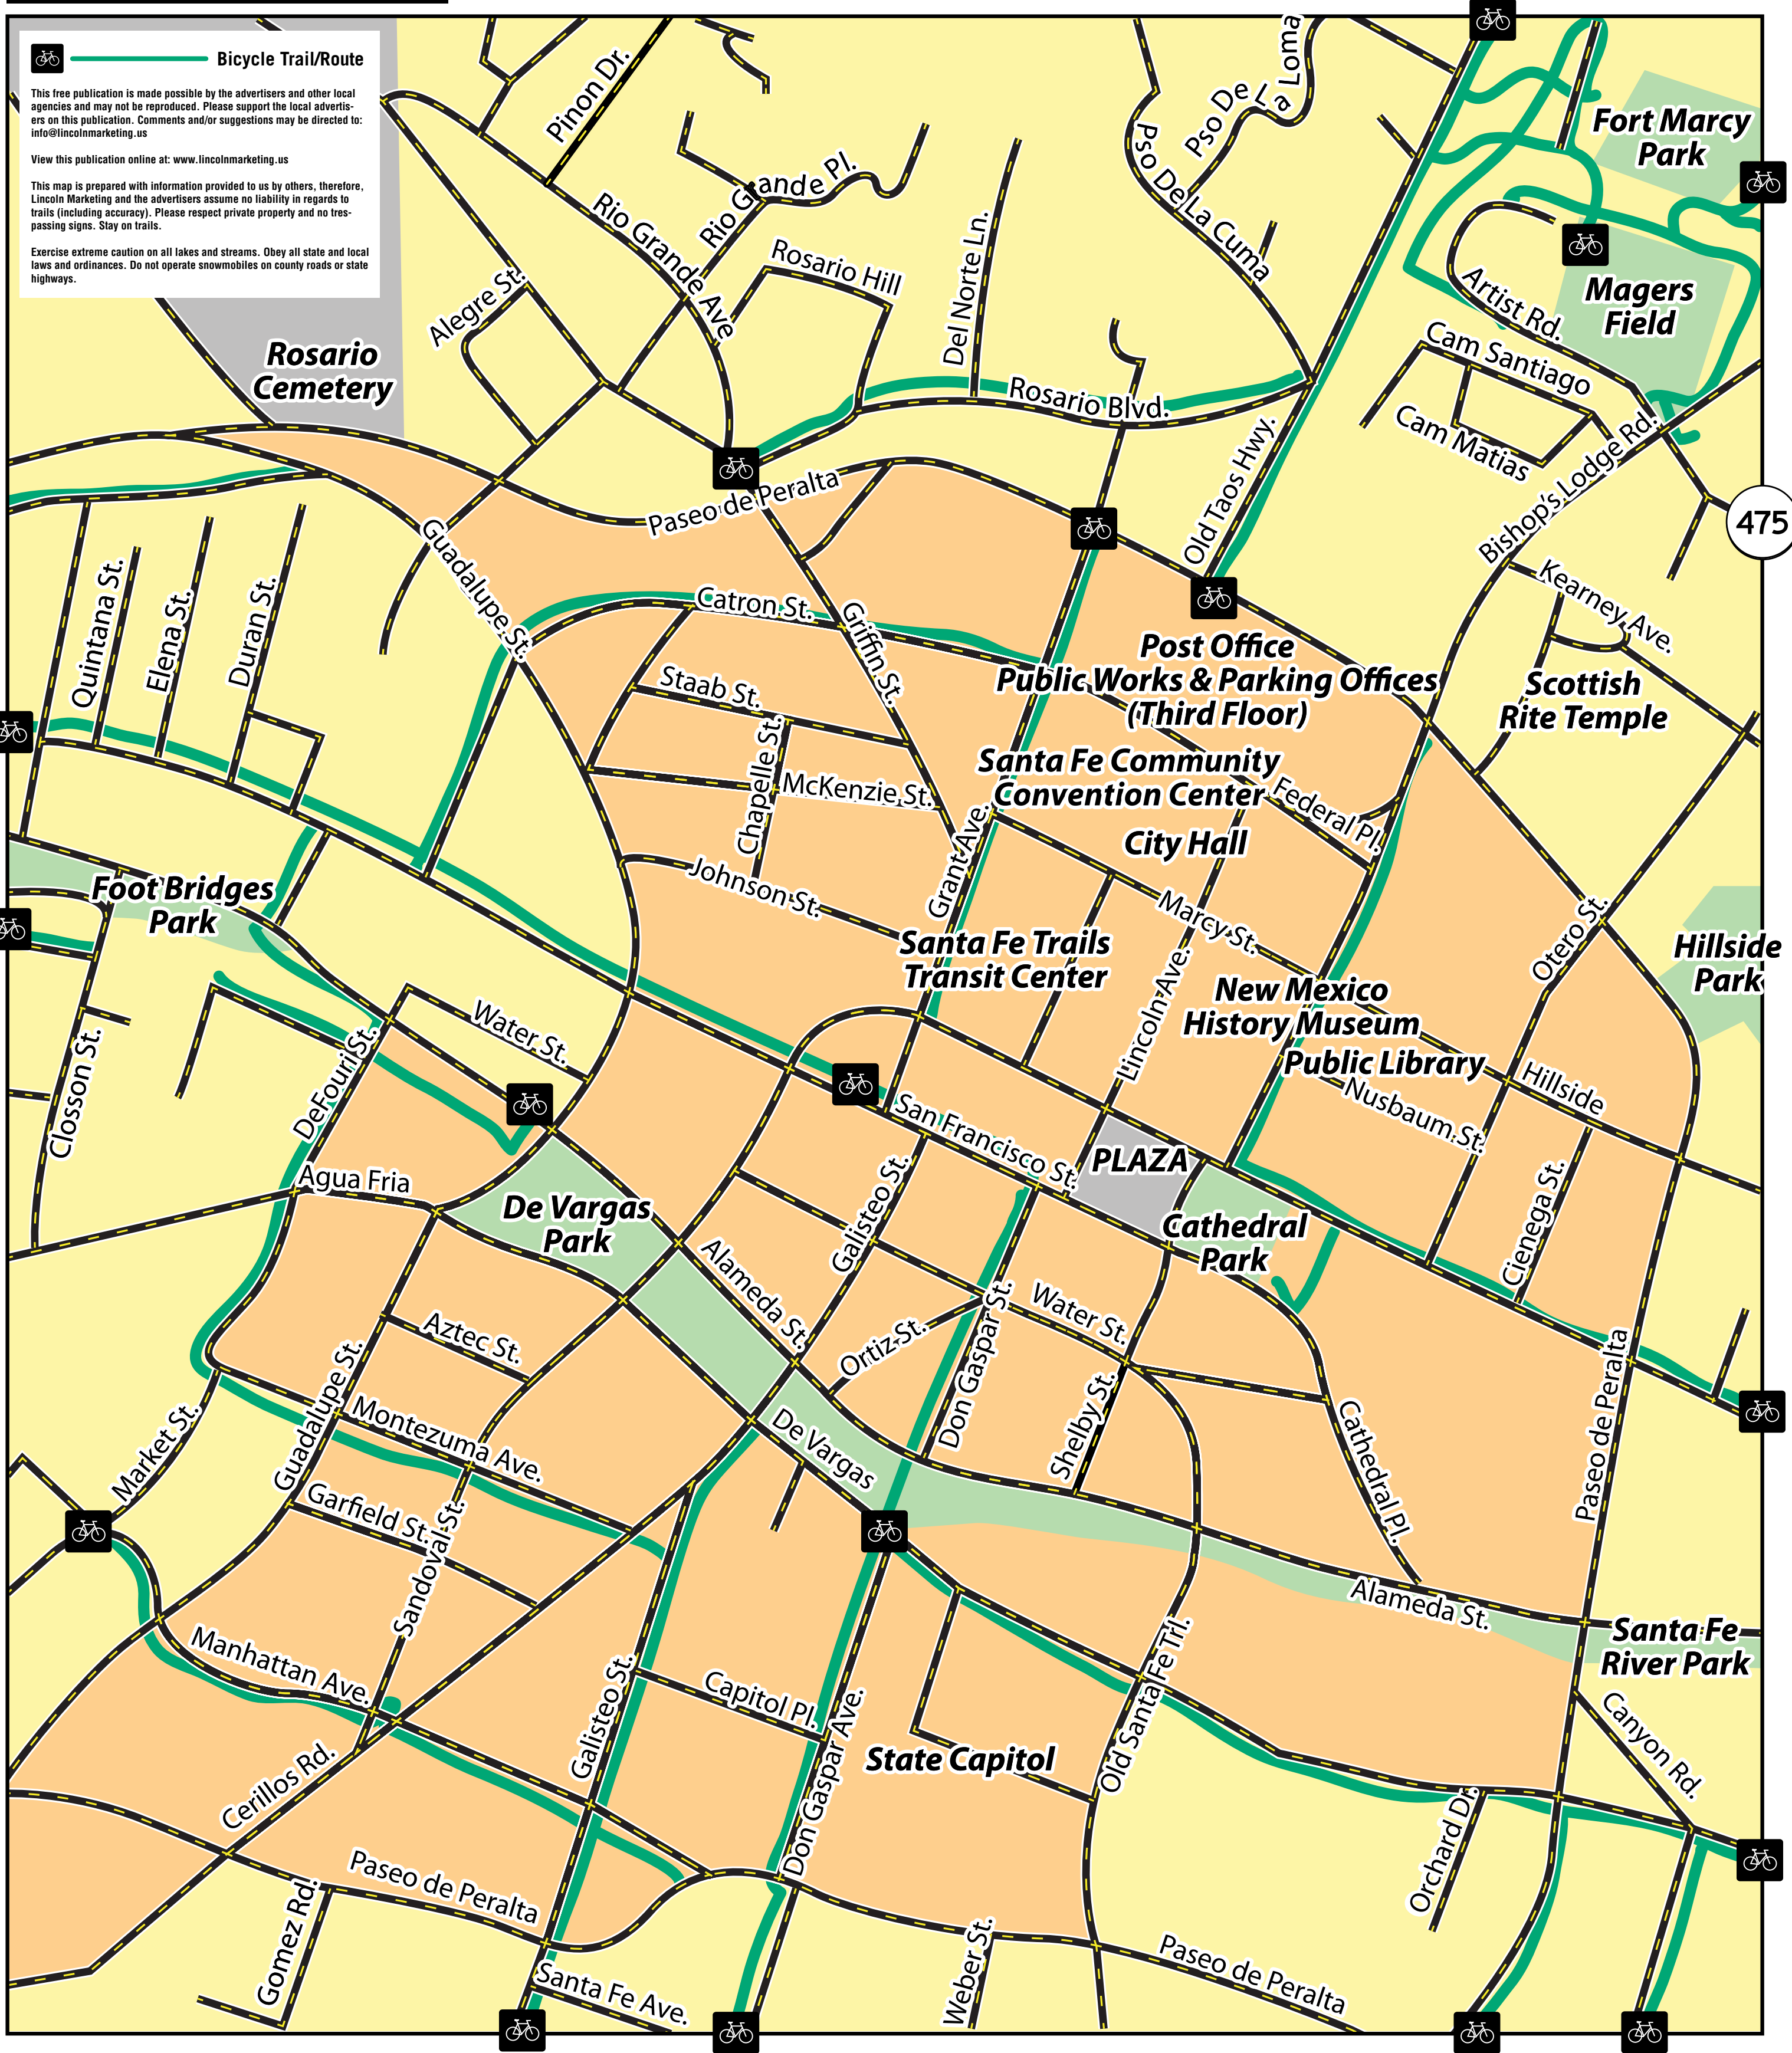 Bicycle Trail/Route
This free publication is made possible by the advertisers and other local
agencies and may not be reproduced. Please support the local advertis-
ers on this publication. Comments and/or suggestions may be directed to:
info@lincolnmarketing.us
View this publication online at: www.lincolnmarketing.us
This map is prepared with information provided to us by others, therefore,
Lincoln Marketing and the advertisers assume no liability in regards to
trails (including accuracy). Please respect private property and no tres-
passing signs. Stay on trails.
Exercise extreme caution on all lakes and streams. Obey all state and local
laws and ordinances. Do not operate snowmobiles on county roads or state
highways.
Pinon Dr.
Pso De La Loma
Fort Marcy
Park
Rio Grande Pl.
Pso De La Cuma
Rio Grande Ave
Rosario Hill
Del Norte Ln.
Alegre St.
Artist Rd.
Magers
Field
Rosario
Cemetery
Cam Santiago
Rosario Blvd.
Cam Matias
Old Taos Hwy.
Bishop's Lodge Rd.
475
Paseo de Peralta
Guadalupe St.
Kearney Ave.
Quintana St.
Elena St.
Duran St.
Catron St.
Griffin St.
Post Office
Public Works & Parking Offices
(Third Floor)
Scottish
Rite Temple
Staab St.
Chapelle St.
McKenzie St.
Santa Fe Community
Convention Center
Federal Pl.
City Hall
Grant Ave.
Johnson St.
Foot Bridges
Park
Marcy St.
Otero St.
Santa Fe Trails
Transit Center
Hillside
Park
Lincoln Ave.
New Mexico
History Museum
Public Library
Water St.
Closson St.
DeFouri St.
Nusbaum St.
Hillside
San Francisco St.
PLAZA
Agua Fria
De Vargas
Park
Galisteo St.
Cathedral
Park
Cienega St.
Alameda St.
Aztec St.
Ortiz St.
Don Gaspar St.
Water St.
Guadalupe St.
Shelby St.
Cathedral Pl.
Paseo de Peralta
Market St.
Montezuma Ave.
De Vargas
Garfield St.
Sandoval St.
Alameda St.
Santa Fe
River Park
Manhattan Ave.
Galisteo St.
Capitol Pl.
Don Gaspar Ave.
State Capitol
Old Santa Fe Trl.
Canyon Rd.
Cerillos Rd.
Orchard Dr.
Paseo de Peralta
Gomez Rd.
Santa Fe Ave.
Weber St.
Paseo de Peralta